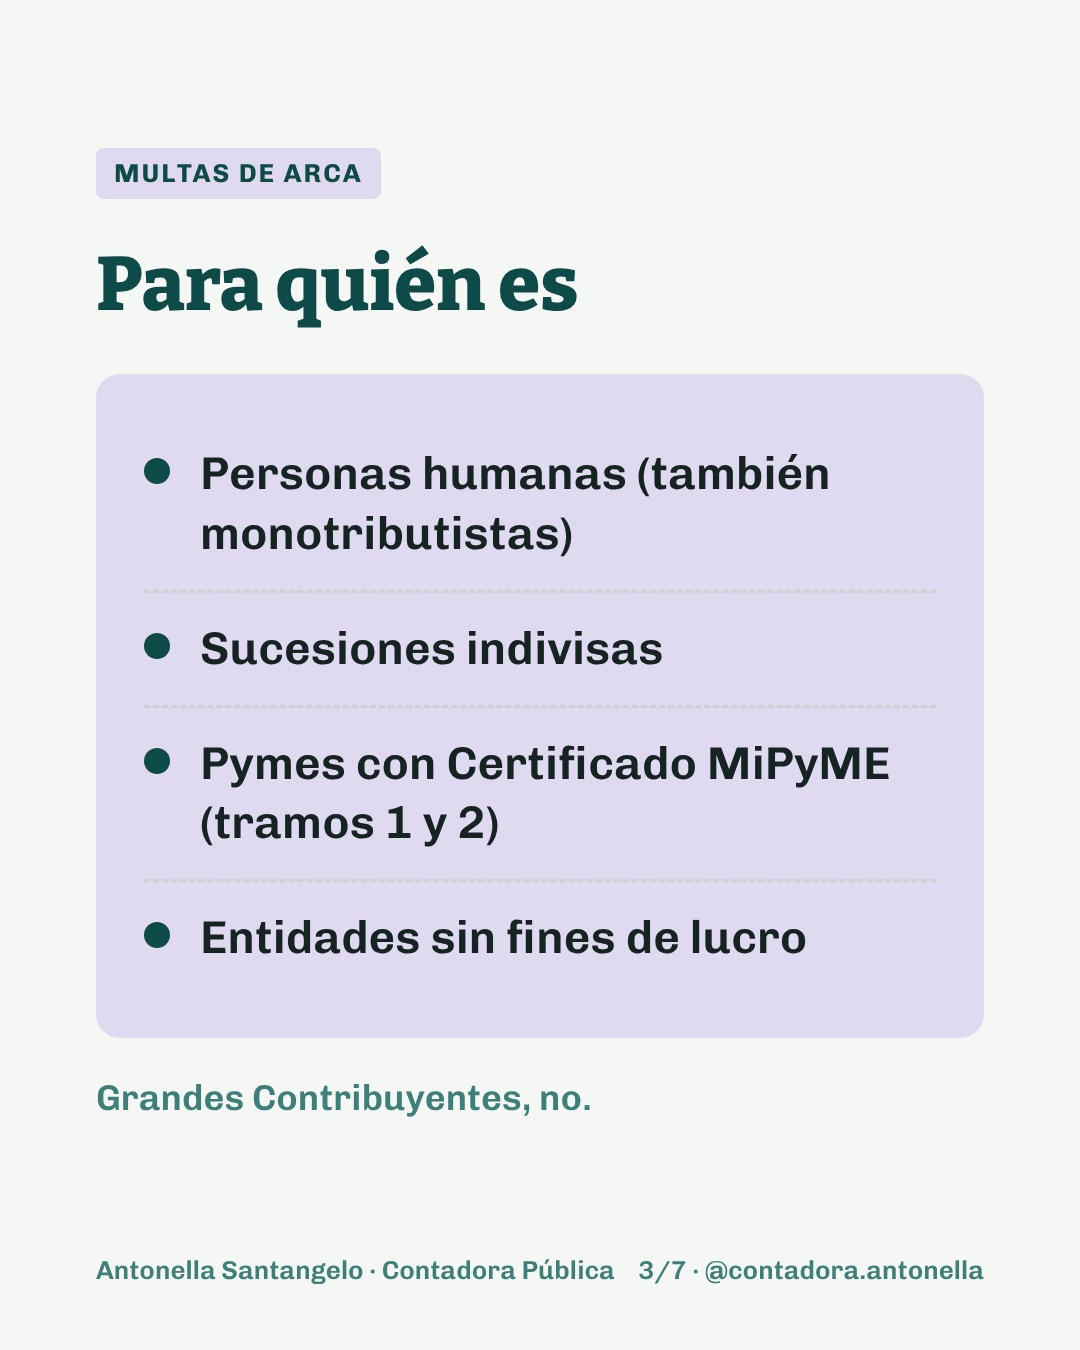 MULTAS DE ARCA
Para quién es
Personas humanas (también
monotributistas)
Sucesiones indivisas
Pymes con Certificado MiPyME
(tramos 1 y 2)
Entidades sin fines de lucro
Grandes Contribuyentes, no.
Antonella Santangelo · Contadora Pública 3/7 · @contadora.antonella